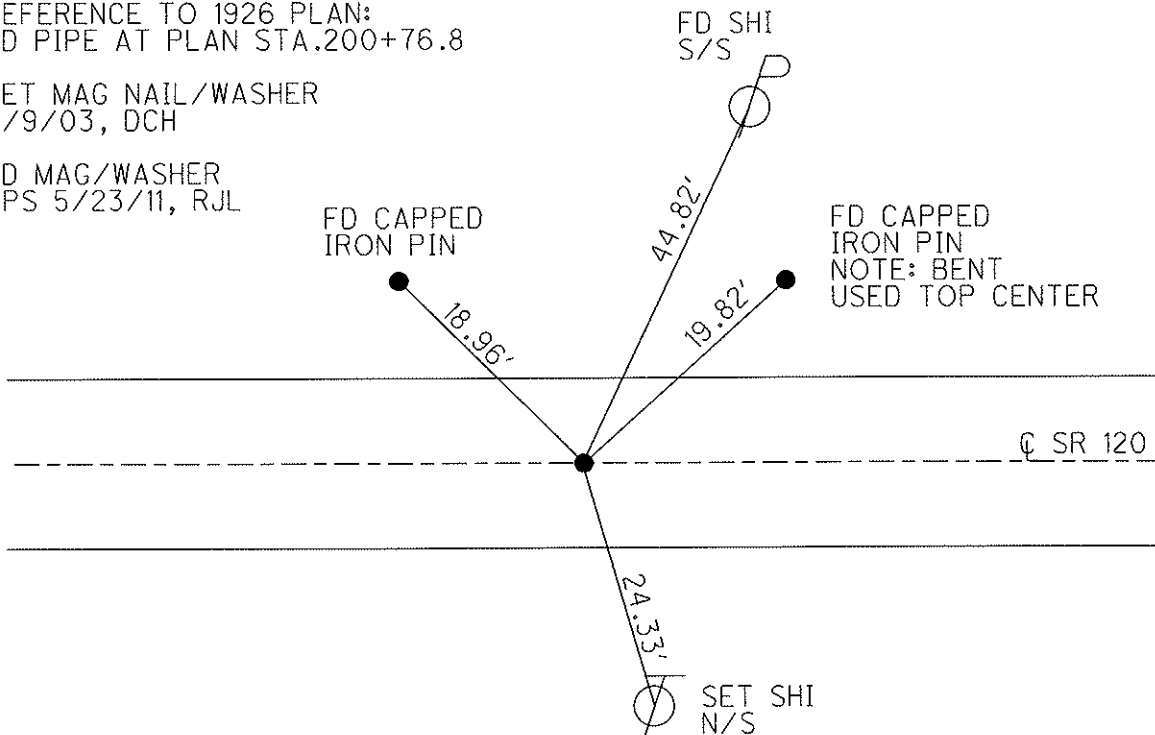 EFERENCE TO 1926 PLAN:
D PIPE AT PLAN STA.200+76.8
ET MAG NAIL/WASHER
/9/03, DCH
D MAG/WASHER
PS 5/23/11, RJL
FD SHI
S/S
FD CAPPED
IRON PIN
FD CAPPED
IRON PIN
NOTE: BENT
USED TOP CENTER
44.82'
18.96'
19.82'
℄ SR 120
24.33'
SET SHI
N/S